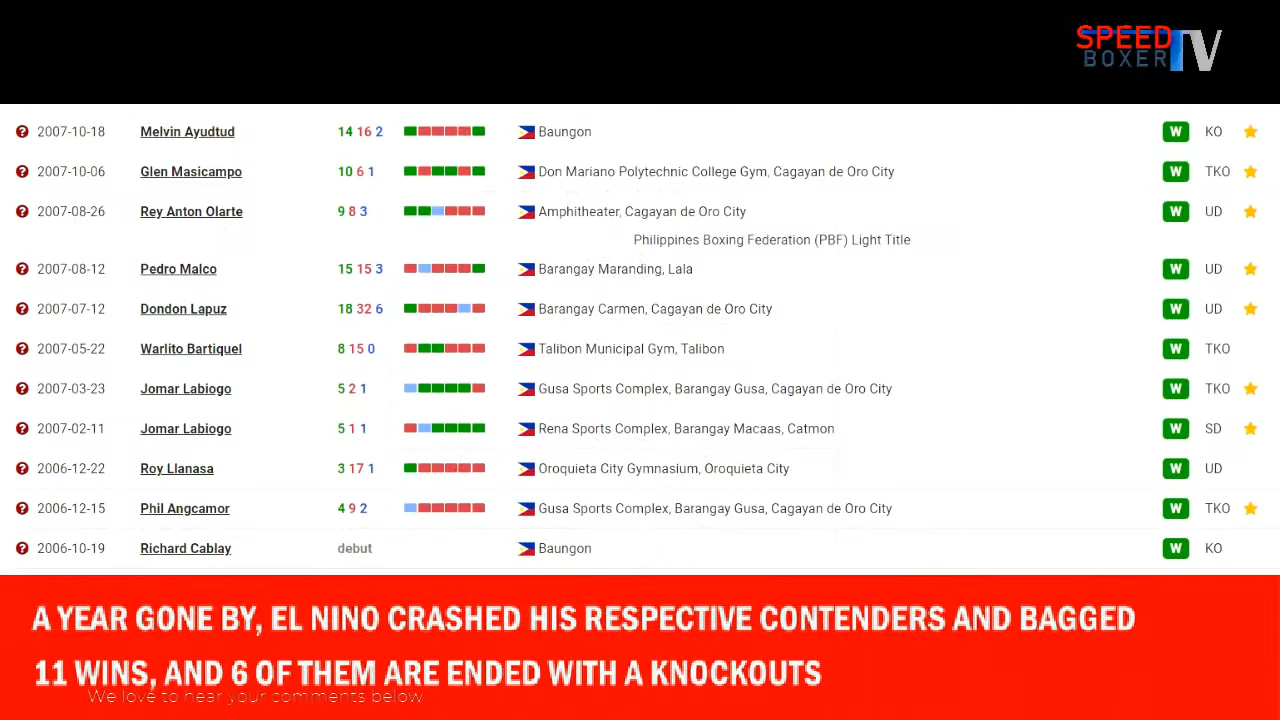 SPEED
BOXER TV
? 2007-10-18 Melvin Ayudtud 14 16 2 Baungon W KO
? 2007-10-06 Glen Masicampo 10 6 1 Don Mariano Polytechnic College Gym, Cagayan de Oro City W TKO
? 2007-08-26 Rey Anton Olarte 9 8 3 Amphitheater, Cagayan de Oro City W UD
Philippines Boxing Federation (PBF) Light Title
? 2007-08-12 Pedro Malco 15 15 3 Barangay Maranding, Lala W UD
? 2007-07-12 Dondon Lapuz 18 32 6 Barangay Carmen, Cagayan de Oro City W UD
? 2007-05-22 Warlito Bartiquel 8 15 0 Talibon Municipal Gym, Talibon W TKO
? 2007-03-23 Jomar Labiogo 5 2 1 Gusa Sports Complex, Barangay Gusa, Cagayan de Oro City W TKO
? 2007-02-11 Jomar Labiogo 5 1 1 Rena Sports Complex, Barangay Macaas, Catmon W SD
? 2006-12-22 Roy Llanasa 3 17 1 Oroquieta City Gymnasium, Oroquieta City W UD
? 2006-12-15 Phil Angcamor 4 9 2 Gusa Sports Complex, Barangay Gusa, Cagayan de Oro City W TKO
? 2006-10-19 Richard Cablay debut Baungon W KO
A YEAR GONE BY, EL NINO CRASHED HIS RESPECTIVE CONTENDERS AND BAGGED
11 WINS, AND 6 OF THEM ARE ENDED WITH A KNOCKOUTS
We love to hear your comments below